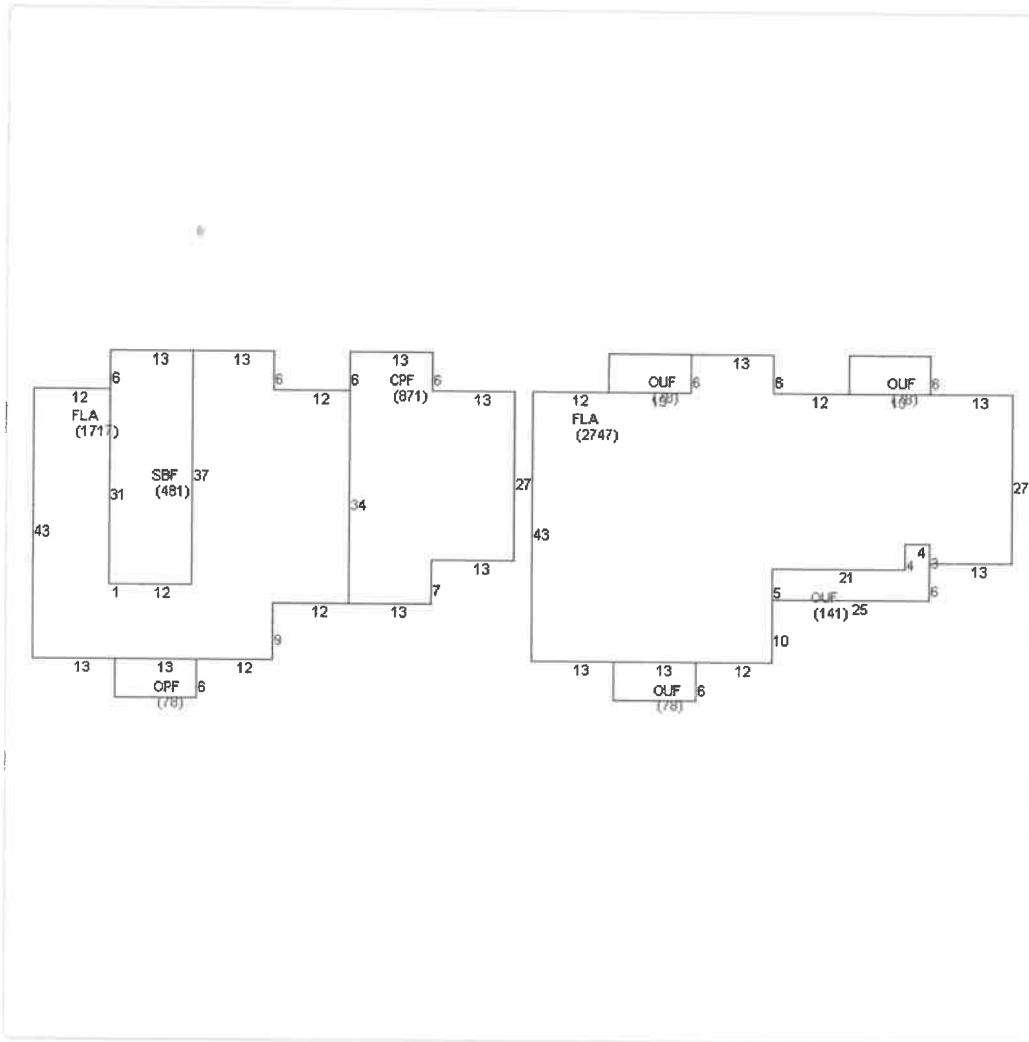 13 13 13 13
6 6 6 CPF 6 OUF 6 6 OUF 6
12 12 (871) 13 12 12 13
FLA FLA
(1717) (2747)
SBF 37
(481) 27 27
31 34
43 43
4
4 3
13 21 13
1 12 7 5 OUF 6
12 13 (141) 25
9 10
13 13 12 13 13 12
OPF 6 OUF 6
(78) (78)